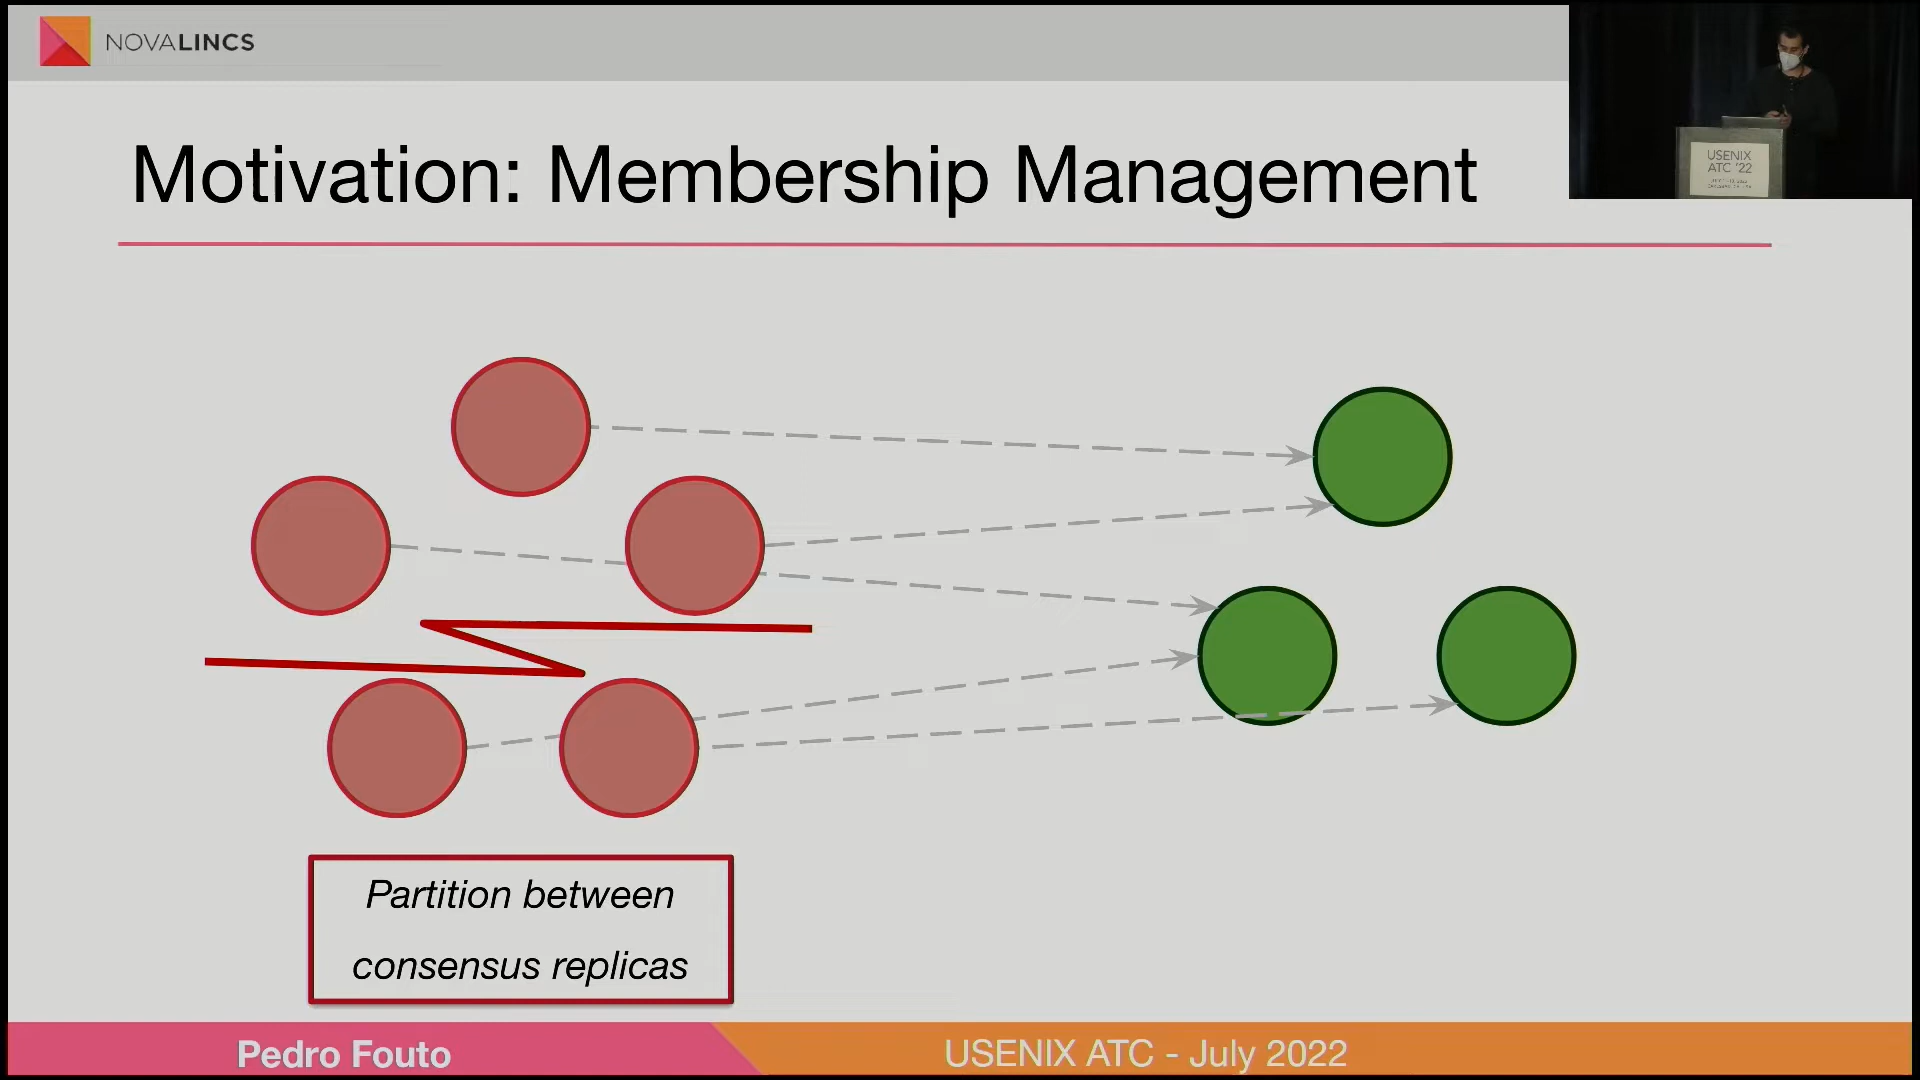 NOVALINCS
USENIX
ATC '22
Motivation: Membership Management
Partition between
consensus replicas
Pedro Fouto
USENIX ATC - July 2022